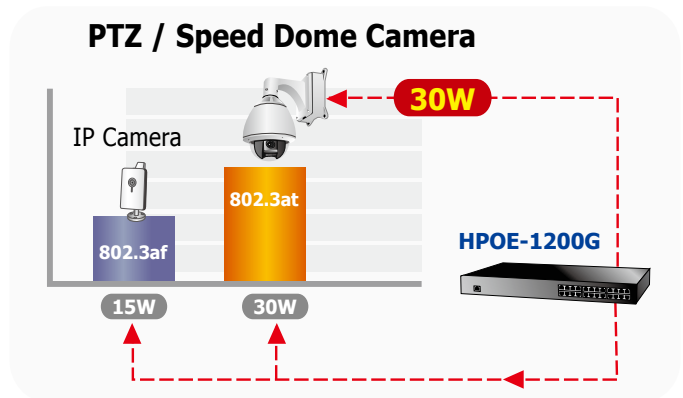 PTZ / Speed Dome Camera
30W
IP Camera
802.3at
802.3af
HPOE-1200G
15W
30W